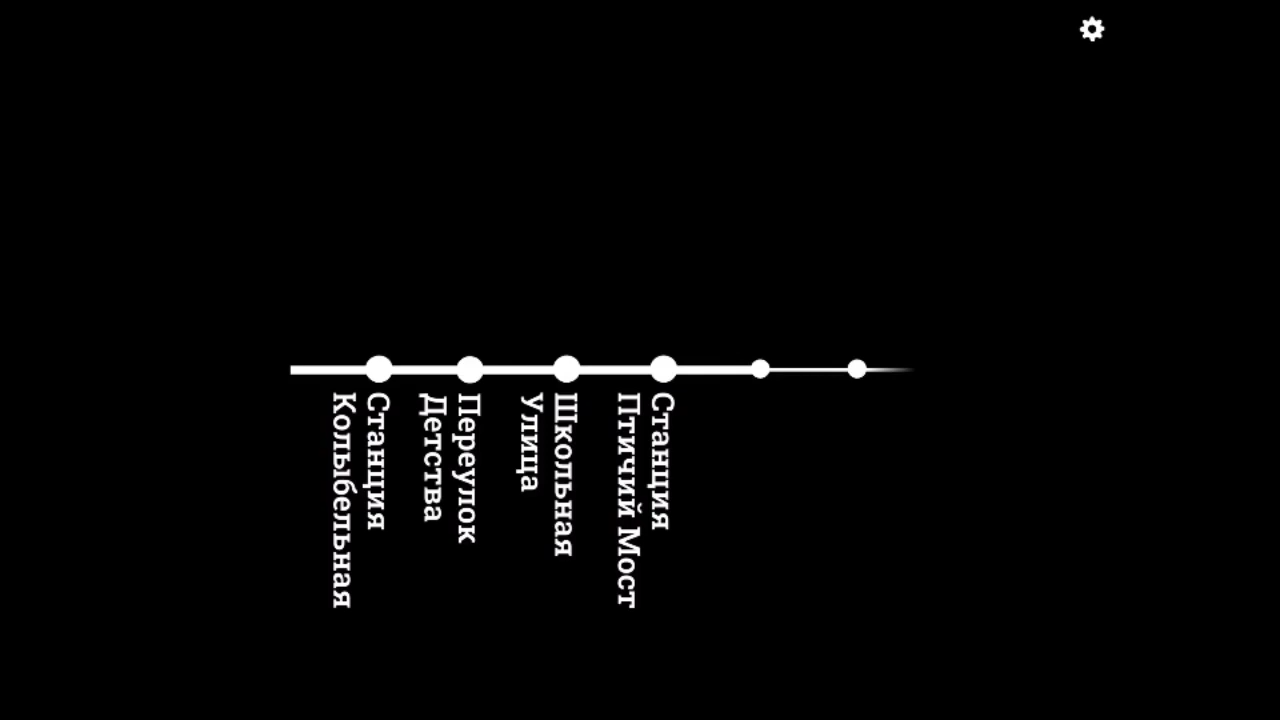 Станция
Колыбельная
Переулок
Детства
Школьная
Улица
Станция
Птичий Мост